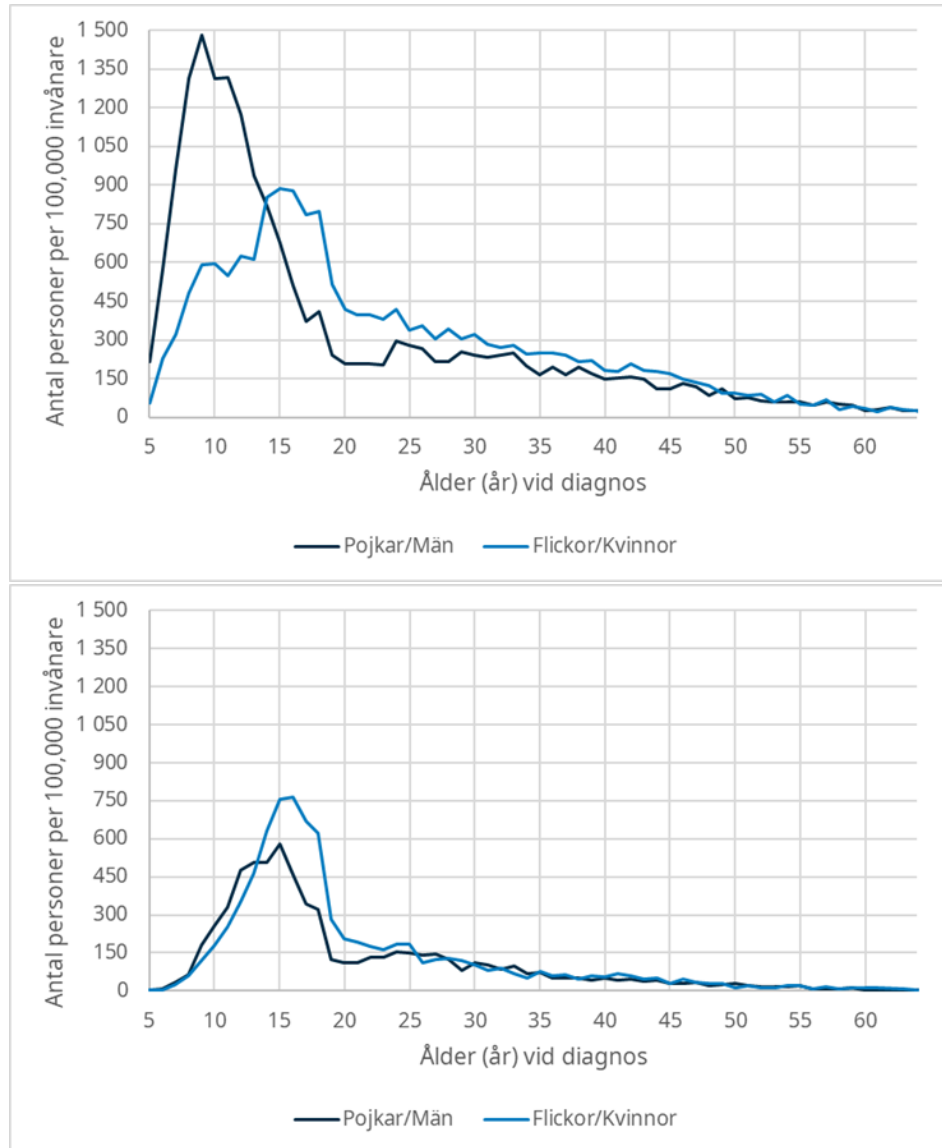 Antal personer per 100,000 invånare
1 500
1 350
1 200
1 050
900
750
600
450
300
150
0
5 10 15 20 25 30 35 40 45 50 55 60
Ålder (år) vid diagnos
Pojkar/Män Flickor/Kvinnor
Antal personer per 100,000 invånare
1 500
1 350
1 200
1 050
900
750
600
450
300
150
0
5 10 15 20 25 30 35 40 45 50 55 60
Ålder (år) vid diagnos
Pojkar/Män Flickor/Kvinnor